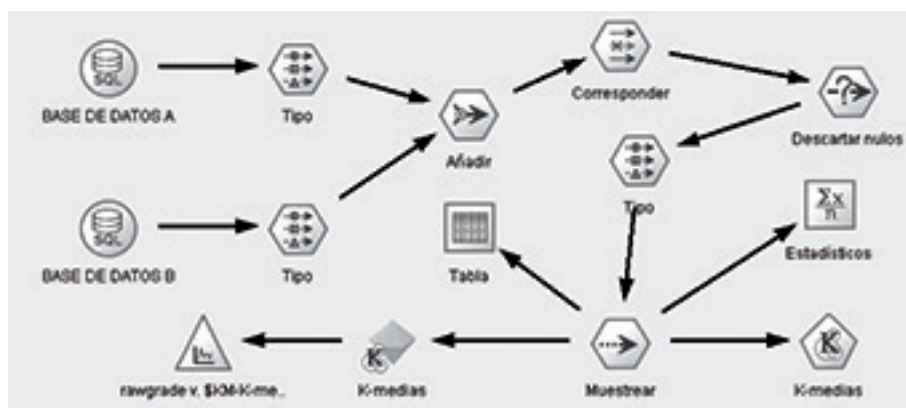 SQL
BASE DE DATOS A
Tipo
Añadir
Corresponder
Descartar nulos
SQL
BASE DE DATOS B
Tipo
Tabla
Tipo
Σx
n
Estadísticos
rawgrade v. $KM-K-me..
K
K-medias
Muestrear
K
K-medias